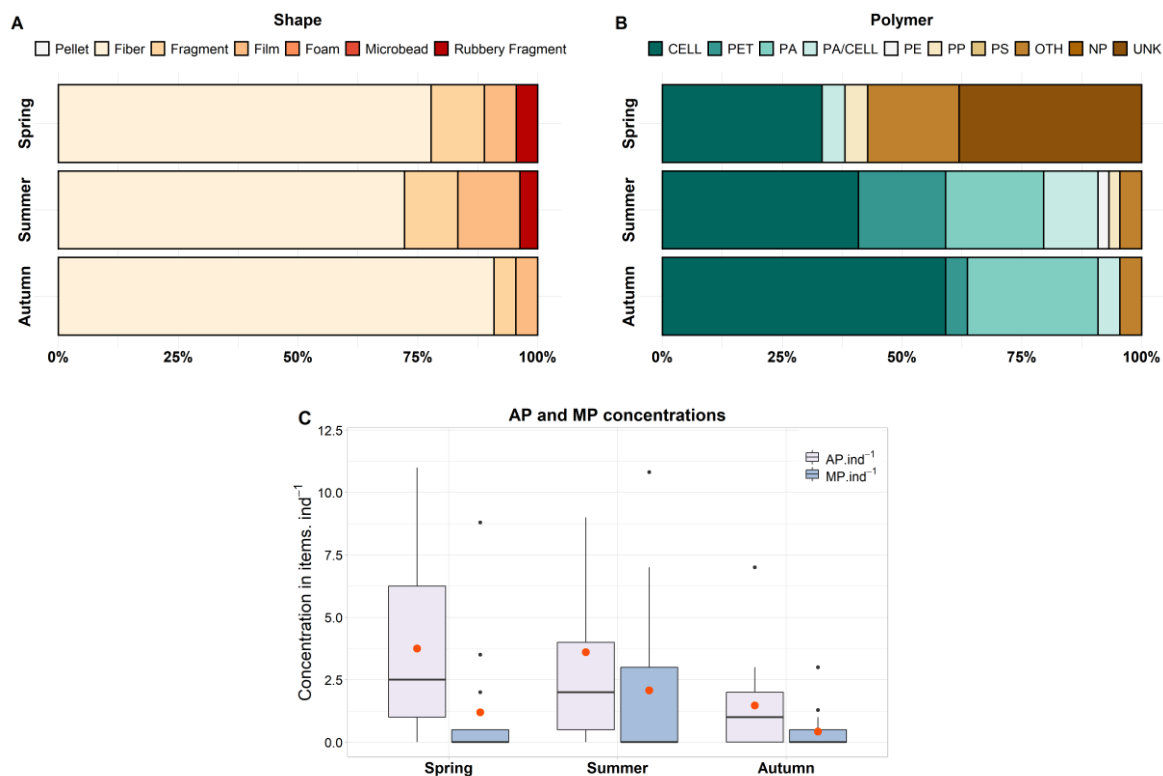 A
Shape
Pellet Fiber Fragment Film Foam Microbead Rubbery Fragment
Spring
Summer
Autumn
0% 25% 50% 75% 100%
B
Polymer
CELL PET PA PA/CELL PE PP PS OTH NP UNK
Spring
Summer
Autumn
0% 25% 50% 75% 100%
C
AP and MP concentrations
Concentration in items. ind⁻¹
12.5
10.0
7.5
5.0
2.5
0.0
AP.ind⁻¹
MP.ind⁻¹
Spring Summer Autumn